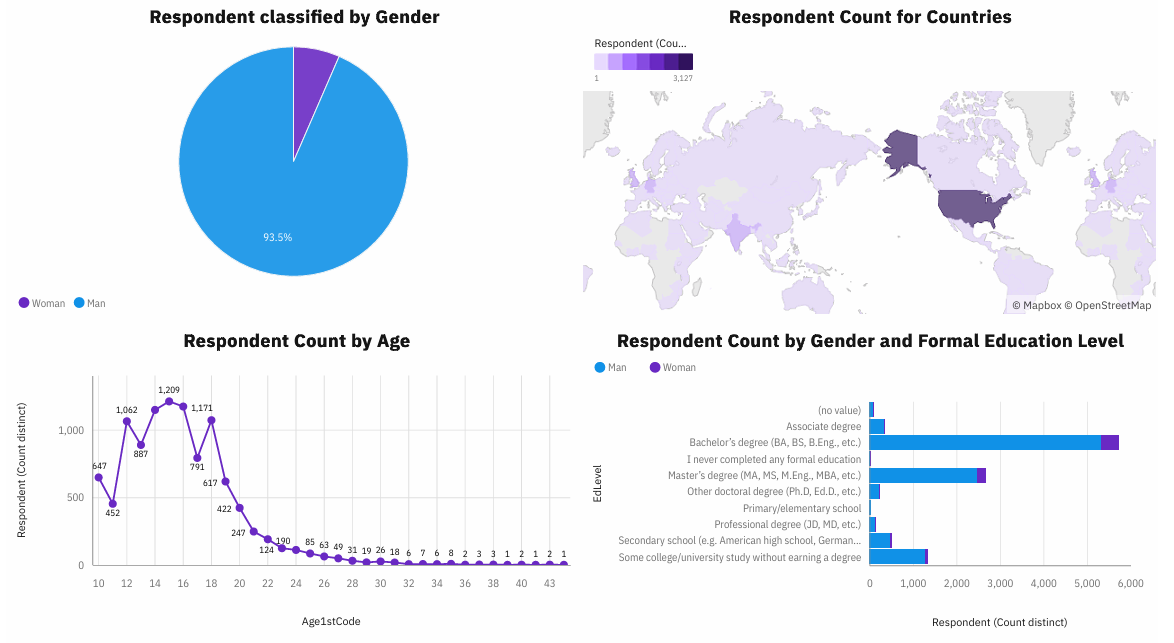 Respondent classified by Gender
93.5%
Woman
Man
Respondent Count for Countries
Respondent (Cou...
1
3,127
© Mapbox © OpenStreetMap
Respondent Count by Age
Respondent (Count distinct)
1,000
500
0
647
452
1,062
887
1,209
1,171
791
617
422
247
124
190
85
63
49
31
19
26
18
6
7
6
8
3
2
3
1
2
1
2
1
10
12
14
16
18
20
22
24
26
28
30
32
34
36
38
40
43
Age1stCode
Respondent Count by Gender and Formal Education Level
Man
Woman
EdLevel
(no value)
Associate degree
Bachelor's degree (BA, BS, B.Eng., etc.)
I never completed any formal education
Master's degree (MA, MS, M.Eng., MBA, etc.)
Other doctoral degree (Ph.D, Ed.D., etc.)
Primary/elementary school
Professional degree (JD, MD, etc.)
Secondary school (e.g. American high school, German...
Some college/university study without earning a degree
0
1,000
2,000
3,000
4,000
5,000
6,000
Respondent (Count distinct)